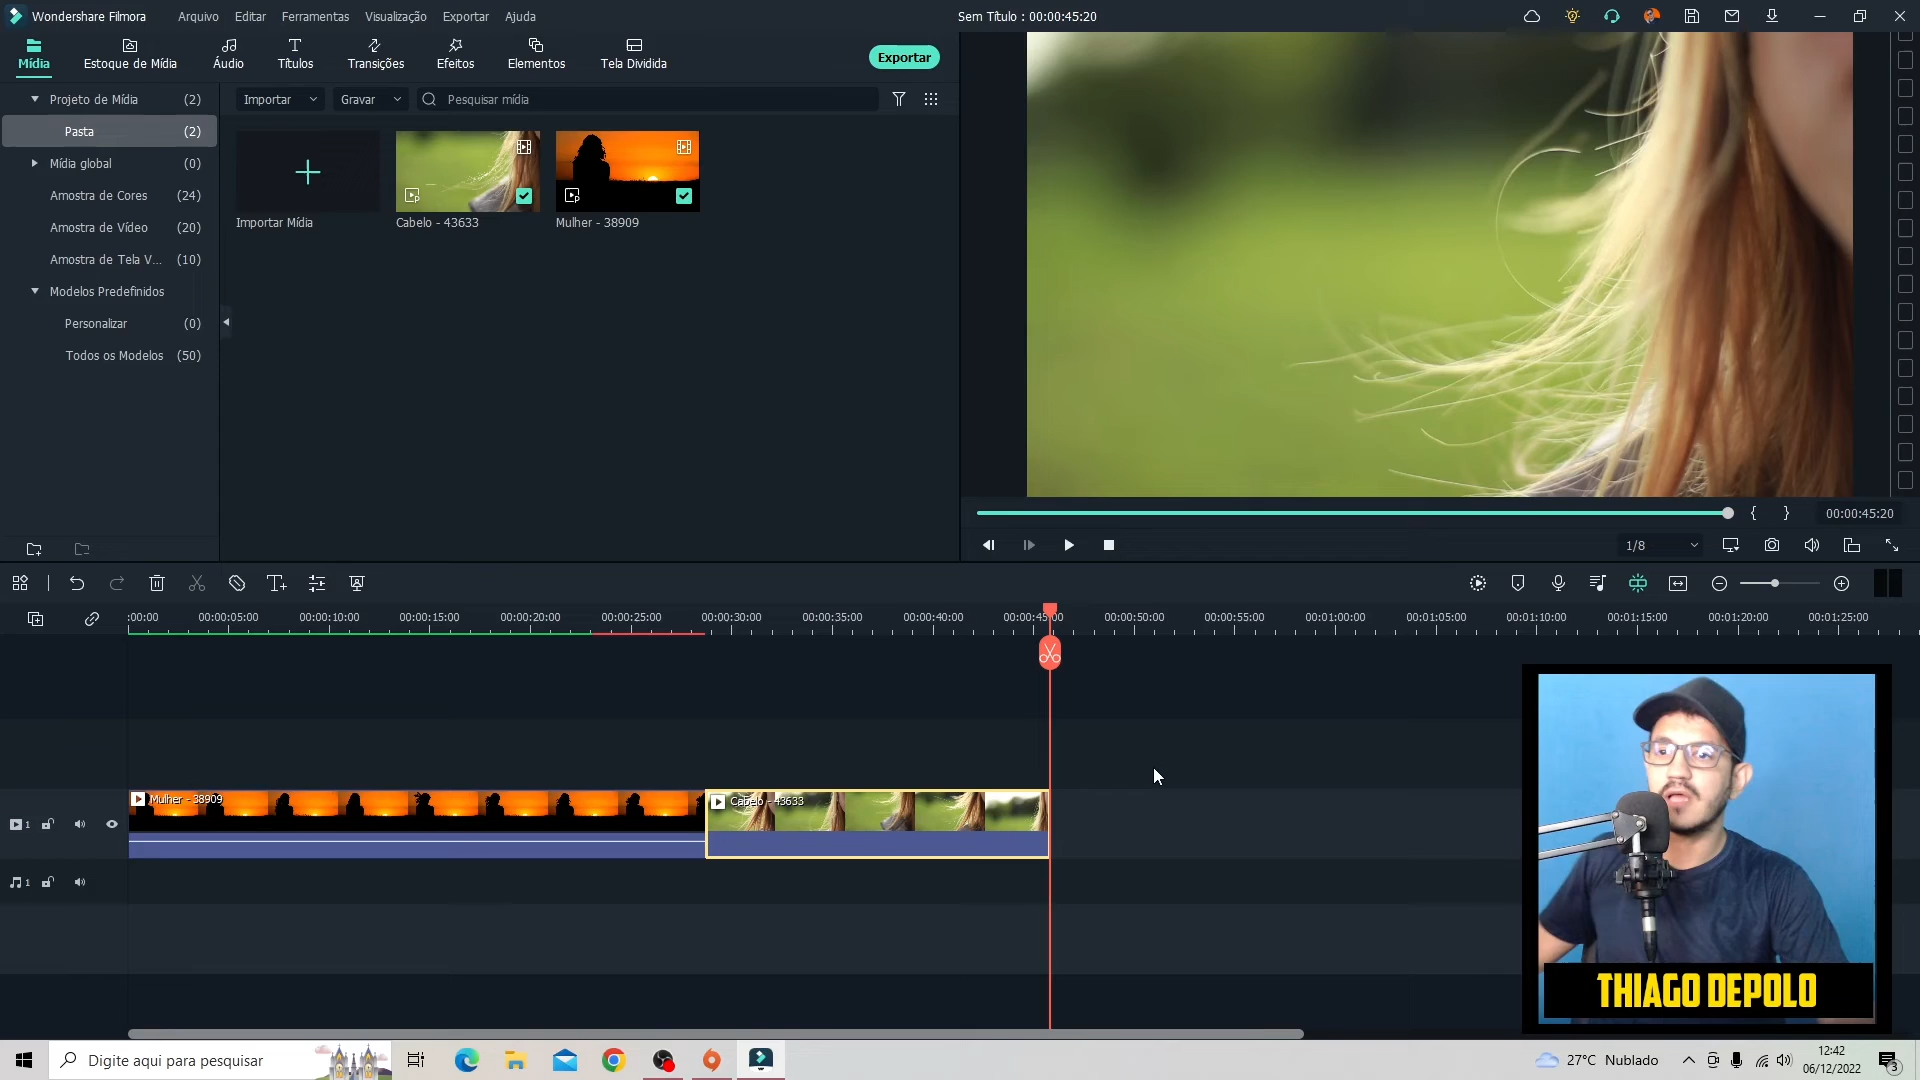 Wondershare Filmora
Arquivo
Editar
Ferramentas
Visualização
Exportar
Ajuda
Sem Título : 00:00:45:20
Mídia
Estoque de Mídia
Áudio
Títulos
Transições
Efeitos
Elementos
Tela Dividida
Exportar
Projeto de Mídia (2)
Pasta (2)
Mídia global (0)
Amostra de Cores (24)
Amostra de Vídeo (20)
Amostra de Tela V... (10)
Modelos Predefinidos
Personalizar (0)
Todos os Modelos (50)
Importar
Gravar
Pesquisar mídia
Importar Mídia
Cabelo - 43633
Mulher - 38909
{ }
00:00:45:20
1/8
:00:00
00:00:05:00
00:00:10:00
00:00:15:00
00:00:20:00
00:00:25:00
00:00:30:00
00:00:35:00
00:00:40:00
00:00:45:00
00:00:50:00
00:00:55:00
00:01:00:00
00:01:05:00
00:01:10:00
00:01:15:00
00:01:20:00
00:01:25:00
Mulher - 38909
Cabelo - 43633
1
1
THIAGO DEPOLO
Digite aqui para pesquisar
27°C Nublado
12:42
06/12/2022
3